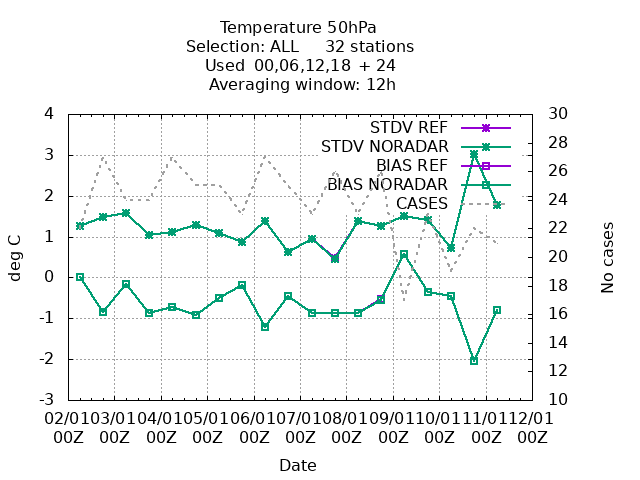 Temperature 50hPa
Selection: ALL 32 stations
Used 00,06,12,18 + 24
Averaging window: 12h
4 30
28
3 STDV REF
STDV NORADAR
26
BIAS REF
2 BIAS NORADAR 24
CASES
22
1
deg C
20
No cases
0
18
-1
16
14
-2
12
-3 10
02/01 03/01 04/01 05/01 06/01 07/01 08/01 09/01 10/01 11/01 12/01
00Z 00Z 00Z 00Z 00Z 00Z 00Z 00Z 00Z 00Z 00Z
Date